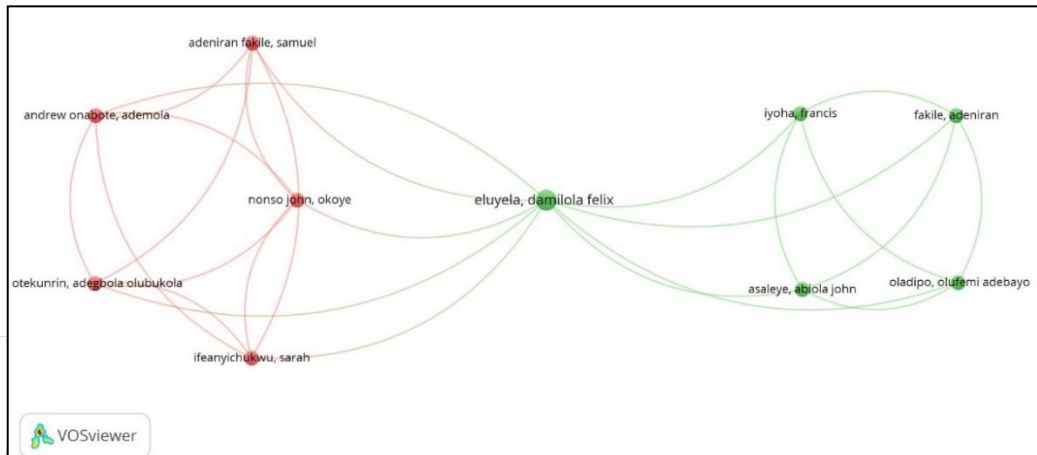 adeniran fakile, samuel
andrew onabote, ademola
iyoha, francis
fakile, adeniran
nonso john, okoye
eluyela, damilola felix
otekunrin, adegbola olubukola
asaleye, abiola john
oladipo, olufemi adebayo
ifeanyichukwu, sarah
VOSviewer